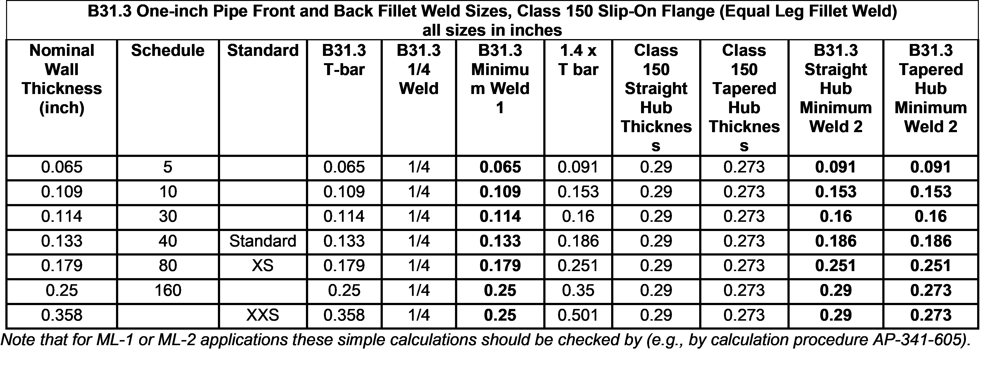 B31.3 One-inch Pipe Front and Back Fillet Weld Sizes, Class 150 Slip-On Flange (Equal Leg Fillet Weld)
all sizes in inches
Nominal Wall Thickness (inch) Schedule Standard B31.3 T-bar B31.3 1/4 Weld B31.3 Minimu m Weld 1 1.4 x T bar Class 150 Straight Hub Thicknes s Class 150 Tapered Hub Thicknes s B31.3 Straight Hub Minimum Weld 2 B31.3 Tapered Hub Minimum Weld 2
0.065 5 0.065 1/4 0.065 0.091 0.29 0.273 0.091 0.091
0.109 10 0.109 1/4 0.109 0.153 0.29 0.273 0.153 0.153
0.114 30 0.114 1/4 0.114 0.16 0.29 0.273 0.16 0.16
0.133 40 Standard 0.133 1/4 0.133 0.186 0.29 0.273 0.186 0.186
0.179 80 XS 0.179 1/4 0.179 0.251 0.29 0.273 0.251 0.251
0.25 160 0.25 1/4 0.25 0.35 0.29 0.273 0.29 0.273
0.358 XXS 0.358 1/4 0.25 0.501 0.29 0.273 0.29 0.273
Note that for ML-1 or ML-2 applications these simple calculations should be checked by (e.g., by calculation procedure AP-341-605).